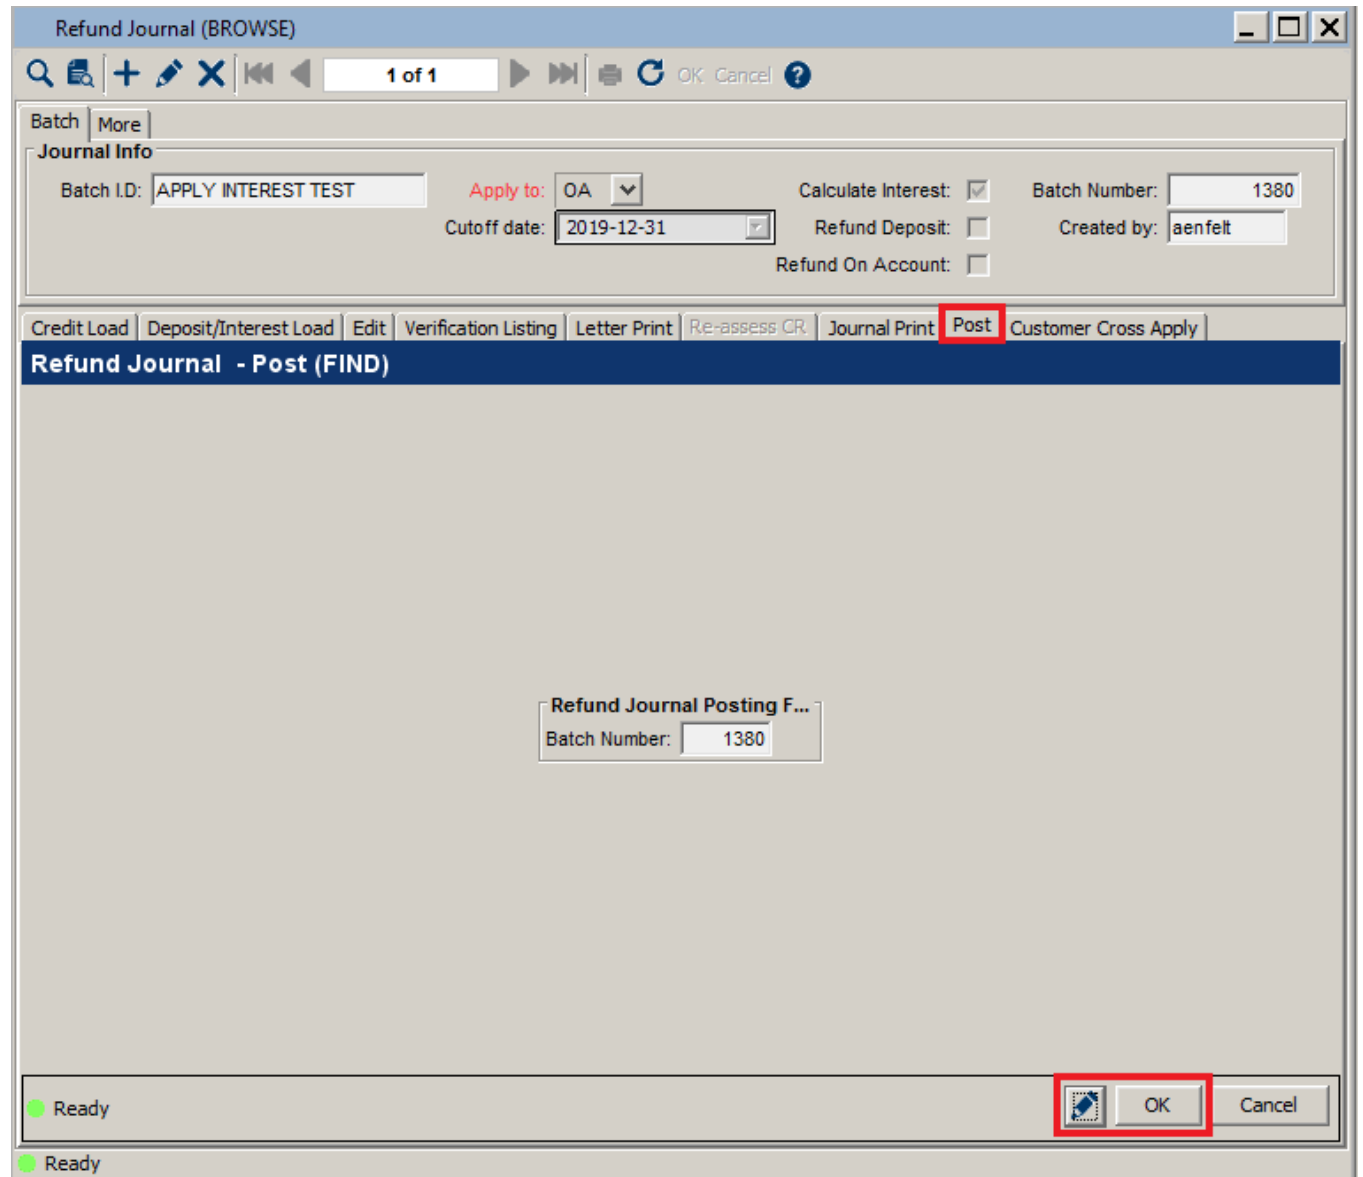 Refund Journal (BROWSE)
1 of 1 OK Cancel ?
Batch More
Journal Info
Batch I.D: APPLY INTEREST TEST Apply to: OA Calculate Interest: Batch Number: 1380
Cutoff date: 2019-12-31 Refund Deposit: Created by: aenfelt
Refund On Account:
Credit Load Deposit/Interest Load Edit Verification Listing Letter Print Re-assess CR Journal Print Post Customer Cross Apply
Refund Journal - Post (FIND)
Refund Journal Posting F...
Batch Number: 1380
Ready OK Cancel
Ready